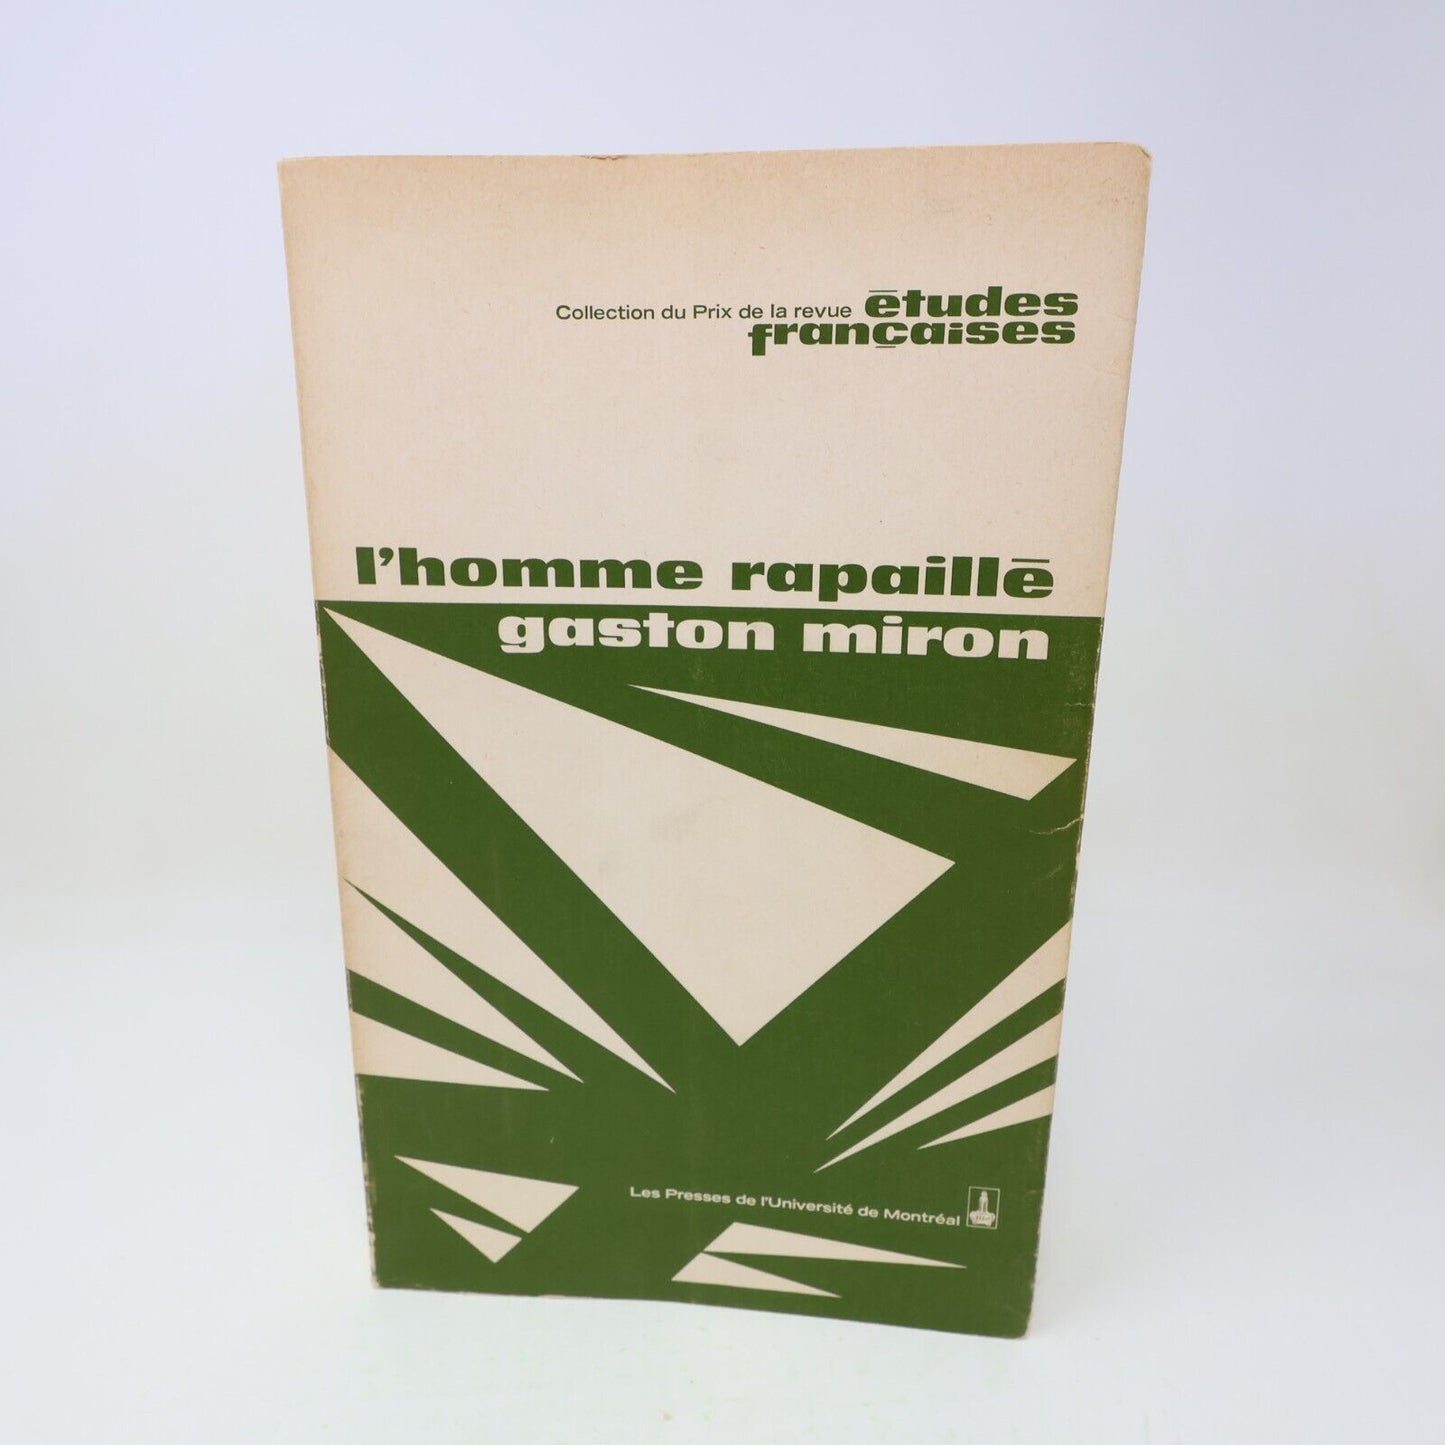 Collection du Prix de la revue études
françaises
l'homme rapaillé
gaston miron
Les Presses de l'Université de Montréal